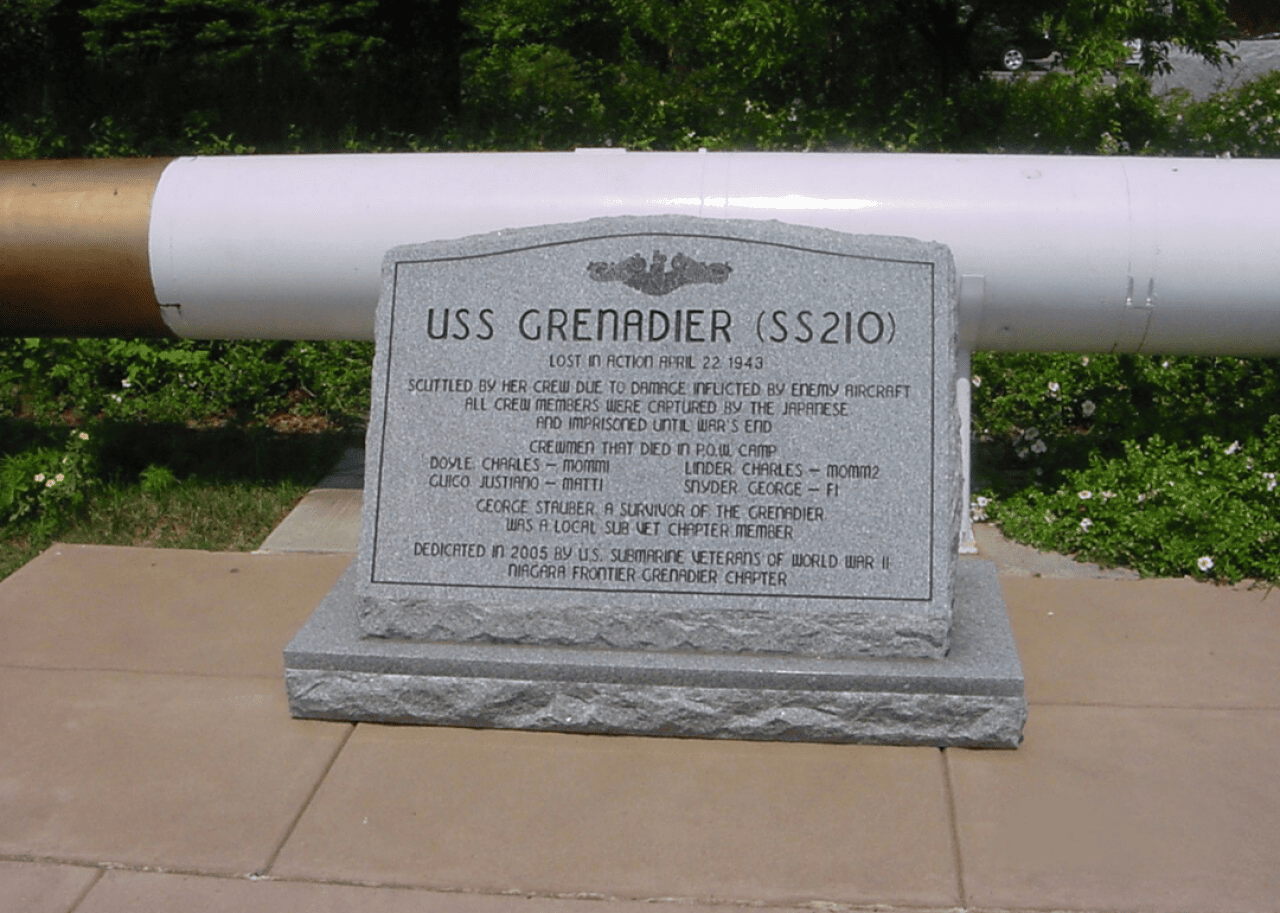 USS GRENADIER (SS210)
LOST IN ACTION APRIL 22 1943
SCUTTLED BY HER CREW DUE TO DAMAGE INFLICTED BY ENEMY AIRCRAFT
ALL CREW MEMBERS WERE CAPTURED BY THE JAPANESE
AND IMPRISONED UNTIL WAR'S END
CREWMEN THAT DIED IN P.O.W. CAMP
DOYLE, CHARLES – MOMM1 LINDER, CHARLES – MOMM2
GUICO, JUSTIANO – MATT1 SNYDER, GEORGE – F1
GEORGE STAUBER, A SURVIVOR OF THE GRENADIER
WAS A LOCAL SUB VET CHAPTER MEMBER
DEDICATED IN 2005 BY U.S. SUBMARINE VETERANS OF WORLD WAR II
NIAGARA FRONTIER GRENADIER CHAPTER